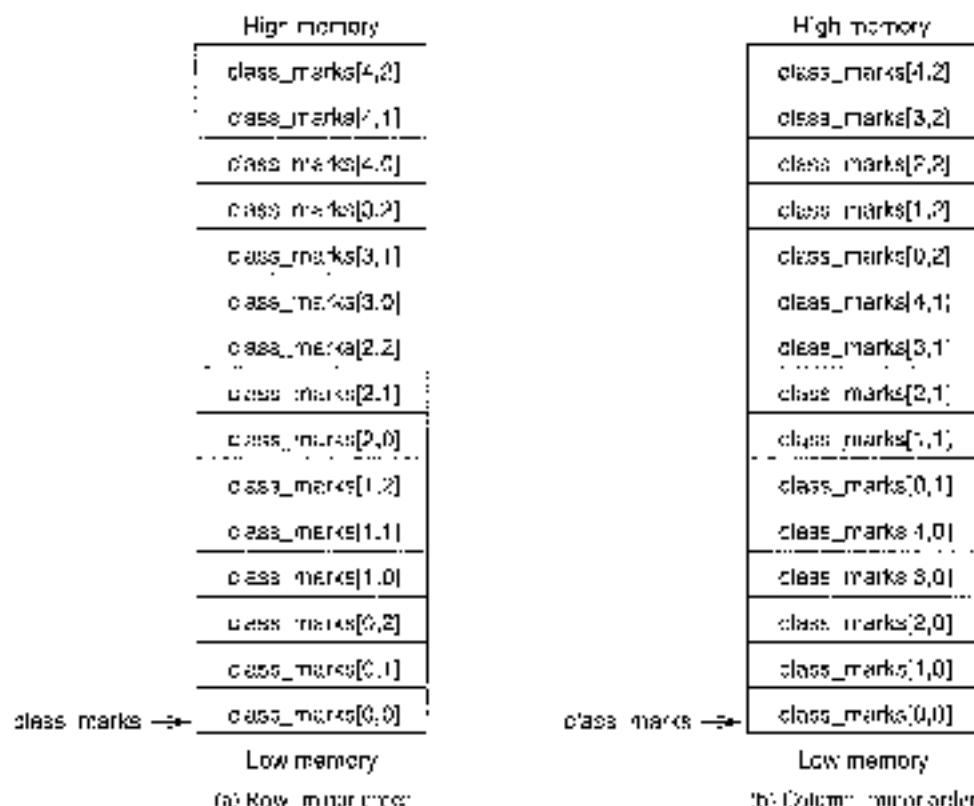 High memory
class_marks[4,2]
class_marks[4,1]
class_marks[4,0]
class_marks[3,2]
class_marks[3,1]
class_marks[3,0]
class_marks[2,2]
class_marks[2,1]
class_marks[2,0]
class_marks[1,2]
class_marks[1,1]
class_marks[1,0]
class_marks[0,2]
class_marks[0,1]
class_marks[0,0]
class_marks
Low memory
(a) Row order
High memory
class_marks[4,2]
class_marks[3,2]
class_marks[2,2]
class_marks[1,2]
class_marks[0,2]
class_marks[4,1]
class_marks[3,1]
class_marks[2,1]
class_marks[1,1]
class_marks[0,1]
class_marks[4,0]
class_marks[3,0]
class_marks[2,0]
class_marks[1,0]
class_marks[0,0]
class_marks
Low memory
(b) Column order